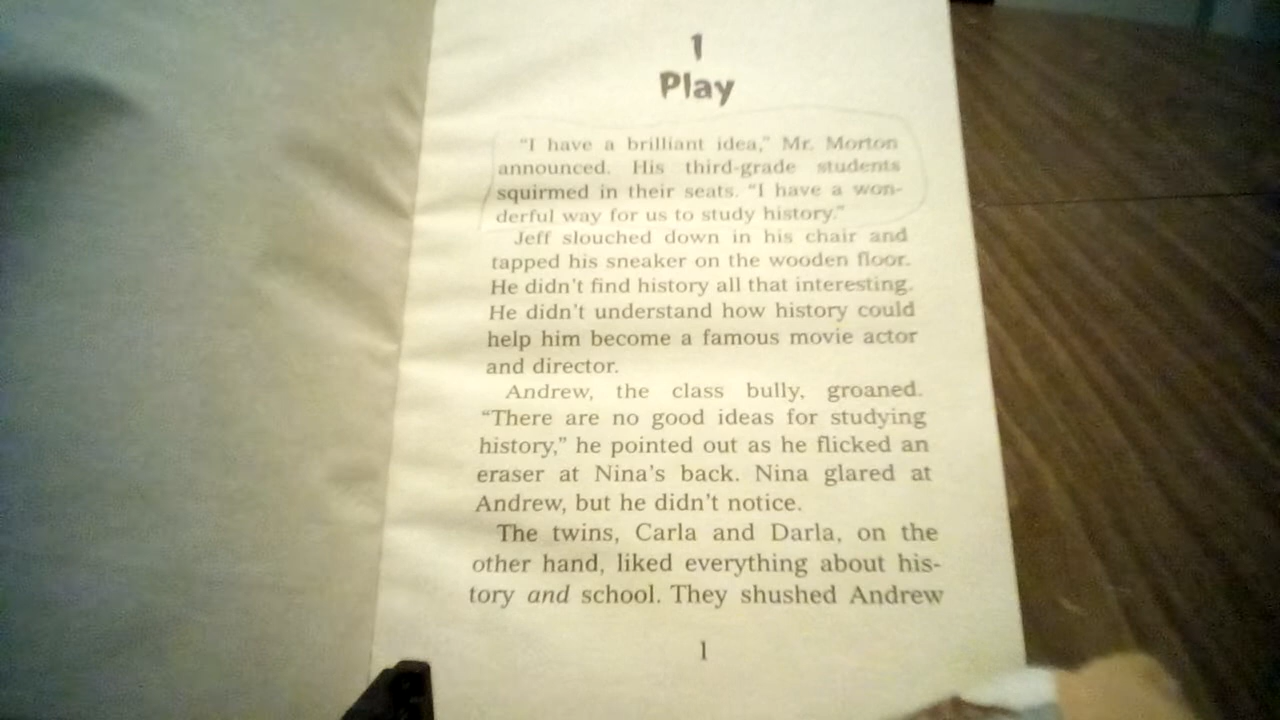 1
Play
“I have a brilliant idea,” Mr. Morton
announced. His third-grade students
squirmed in their seats. “I have a won-
derful way for us to study history.”
Jeff slouched down in his chair and
tapped his sneaker on the wooden floor.
He didn’t find history all that interesting.
He didn’t understand how history could
help him become a famous movie actor
and director.
Andrew, the class bully, groaned.
“There are no good ideas for studying
history,” he pointed out as he flicked an
eraser at Nina’s back. Nina glared at
Andrew, but he didn’t notice.
The twins, Carla and Darla, on the
other hand, liked everything about his-
tory and school. They shushed Andrew
1